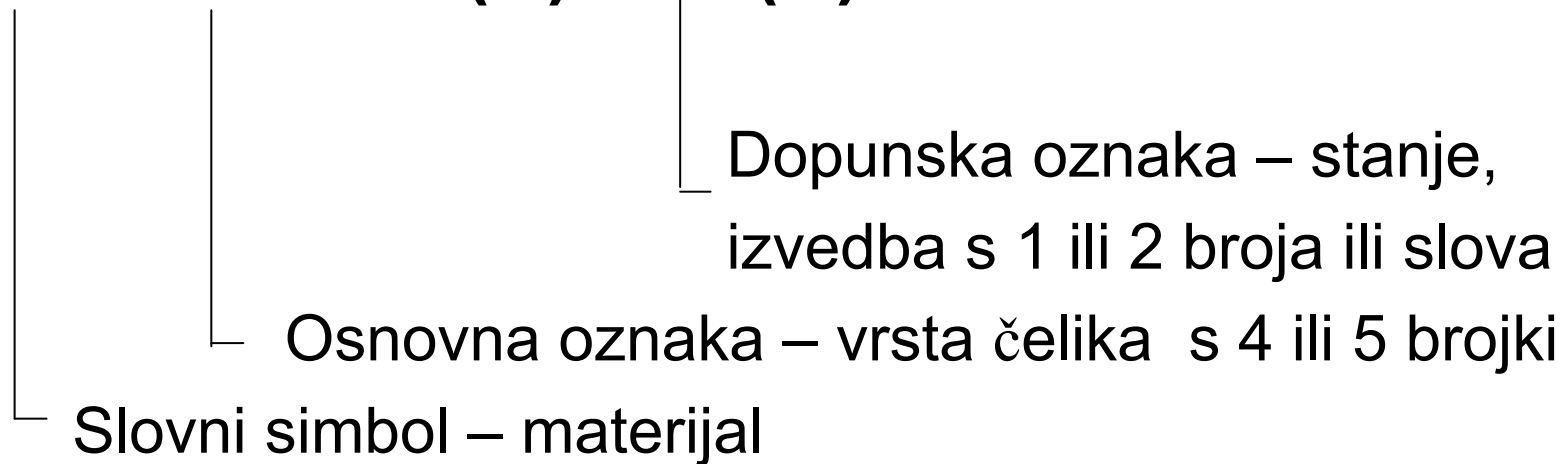 Dopunska oznaka – stanje,
izvedba s 1 ili 2 broja ili slova
Osnovna oznaka – vrsta čelika s 4 ili 5 brojki
Slovni simbol – materijal